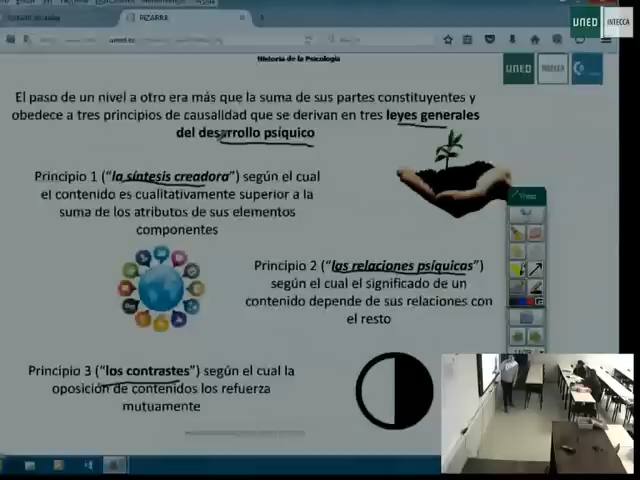 PIZARRA
UNED
INTECCA
Historia de la Psicología
UNED
INTECCA
El paso de un nivel a otro era más que la suma de sus partes constituyentes y
obedece a tres principios de causalidad que se derivan en tres leyes generales
del desarrollo psíquico
Principio 1 ("la síntesis creadora") según el cual
el contenido es cualitativamente superior a la
suma de los atributos de sus elementos
componentes
Principio 2 ("las relaciones psíquicas")
según el cual el significado de un
contenido depende de sus relaciones con
el resto
Principio 3 ("los contrastes") según el cual la
oposición de contenidos los refuerza
mutuamente